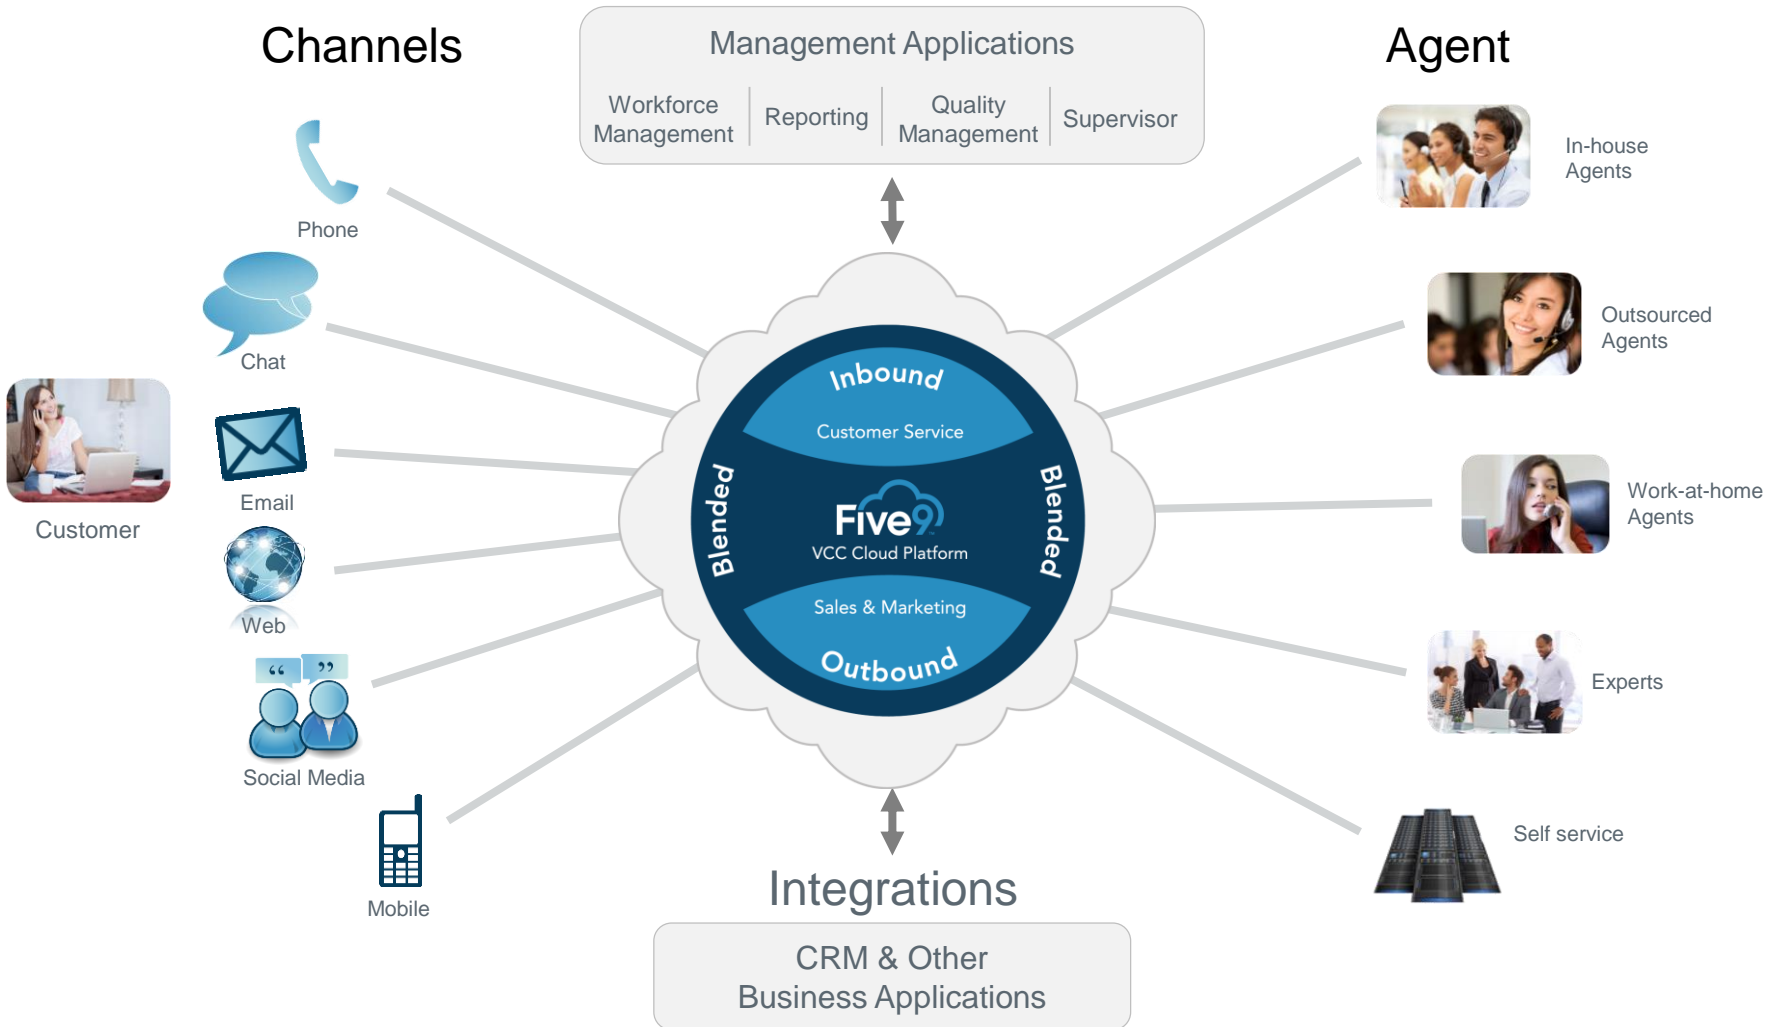 Channels
Management Applications
Workforce
Management
Reporting
Quality
Management
Supervisor
Agent
Phone
Chat
Customer
Email
Web
Social Media
Mobile
Inbound
Customer Service
Blended
Five9
VCC Cloud Platform
Blended
Sales & Marketing
Outbound
In-house
Agents
Outsourced
Agents
Work-at-home
Agents
Experts
Self service
Integrations
CRM & Other
Business Applications